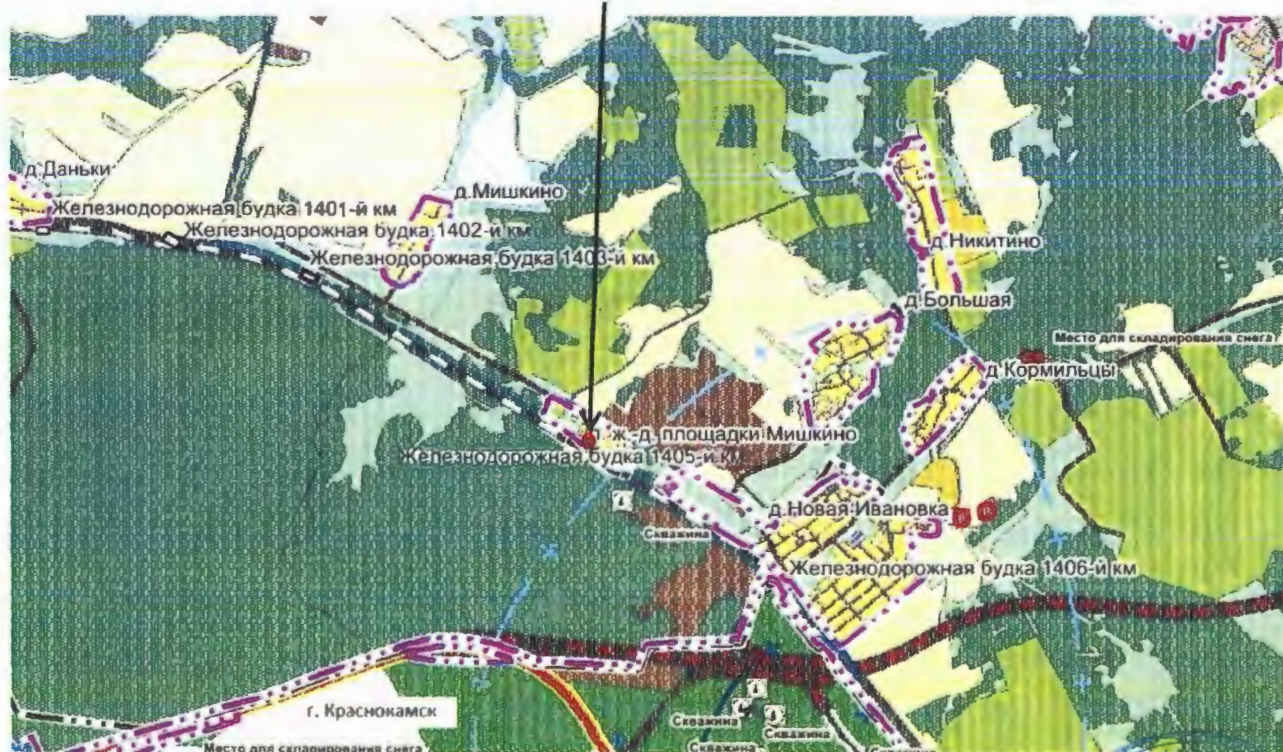 д.Даньки
д.Мишкино
Железнодорожная будка 1401-й км
Железнодорожная будка 1402-й км
д.Никитино
Железнодорожная будка 1403-й км
д.Большая
Место для складирования снега
д.Кормильцы
ж.-д. площадки Мишкино
Железнодорожная будка 1405-й км
д.Новая Ивановка
Скважина
Железнодорожная будка 1406-й км
г. Краснокамск
Скважина
Скважина
Место для складирования снега
Скважина
Скважина